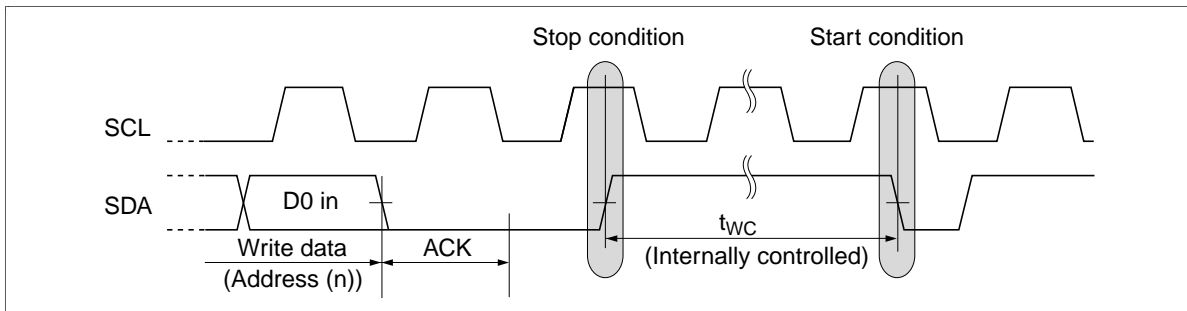 Stop condition Start condition
SCL
SDA D0 in
Write data ACK tWC
(Address (n)) (Internally controlled)